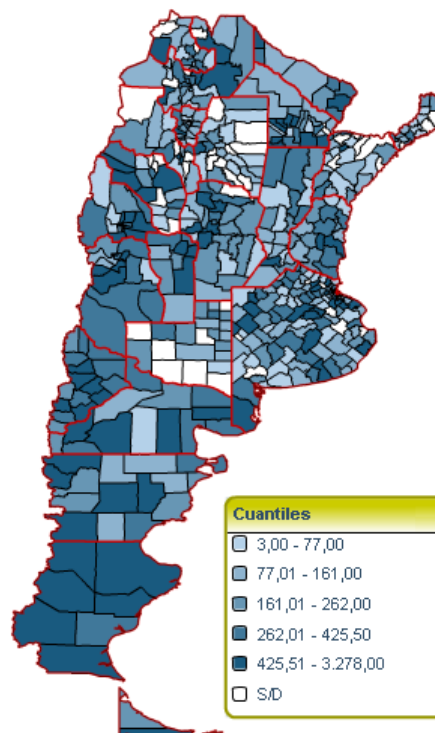 Cuantiles
3,00 - 77,00
77,01 - 161,00
161,01 - 262,00
262,01 - 425,50
425,51 - 3.278,00
S/D